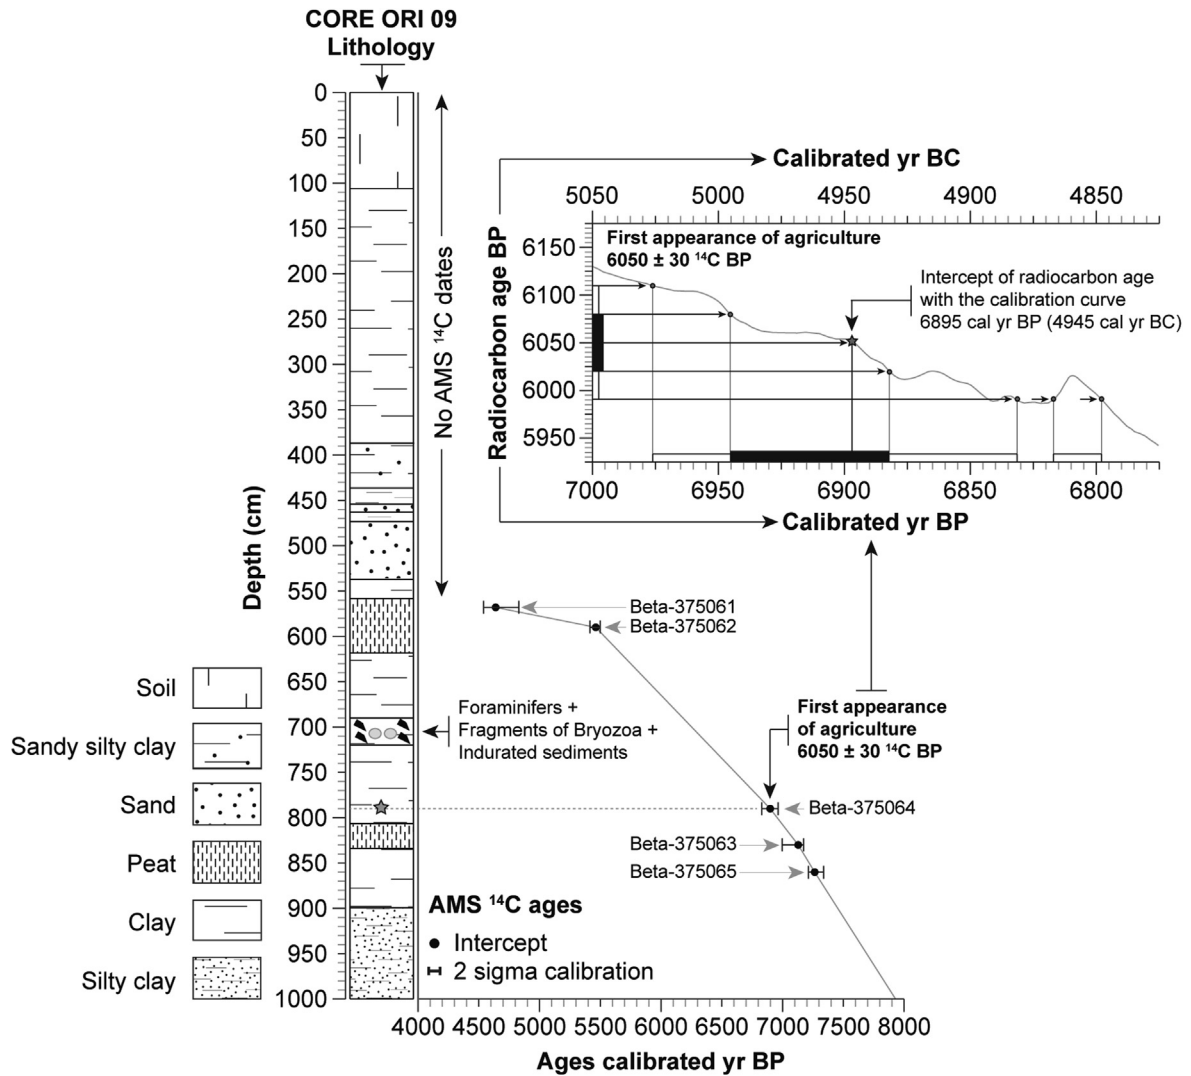 CORE ORI 09
Lithology
0
50
100
150
200
250
300
350
400
450
500
550
600
650
700
750
800
850
900
950
1000
Depth (cm)
No AMS ¹⁴C dates
Calibrated yr BC
5050 5000 4950 4900 4850
Radiocarbon age BP
6150
6100
6050
6000
5950
First appearance of agriculture
6050 ± 30 ¹⁴C BP
Intercept of radiocarbon age
with the calibration curve
6895 cal yr BP (4945 cal yr BC)
7000 6950 6900 6850 6800
Calibrated yr BP
Beta-375061
Beta-375062
Foraminifers +
Fragments of Bryozoa +
Indurated sediments
First appearance
of agriculture
6050 ± 30 ¹⁴C BP
Beta-375064
Beta-375063
Beta-375065
Soil
Sandy silty clay
Sand
Peat
Clay
Silty clay
AMS ¹⁴C ages
Intercept
2 sigma calibration
4000 4500 5000 5500 6000 6500 7000 7500 8000
Ages calibrated yr BP